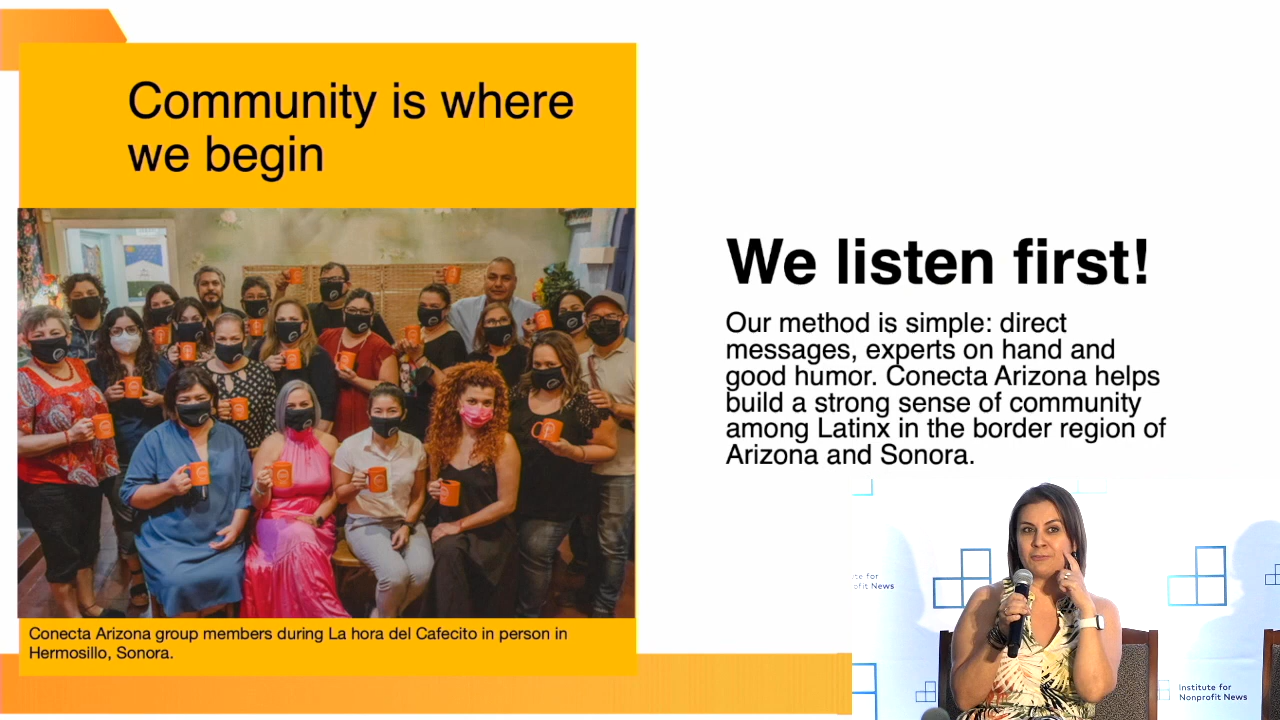 Community is where
we begin
We listen first!
Our method is simple: direct
messages, experts on hand and
good humor. Conecta Arizona helps
build a strong sense of community
among Latinx in the border region of
Arizona and Sonora.
Conecta Arizona group members during La hora del Cafecito in person in
Hermosillo, Sonora.
News
Institute for
Nonprofit News